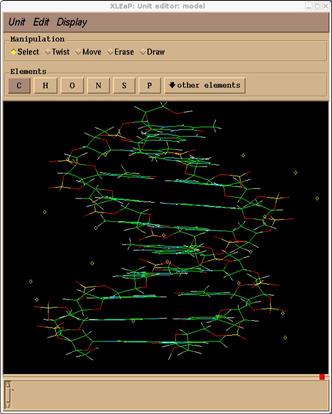 XLEaP: Unit editor: model
Unit Edit Display
Manipulation
Select Twist Move Erase Draw
Elements
C H O N S P other elements